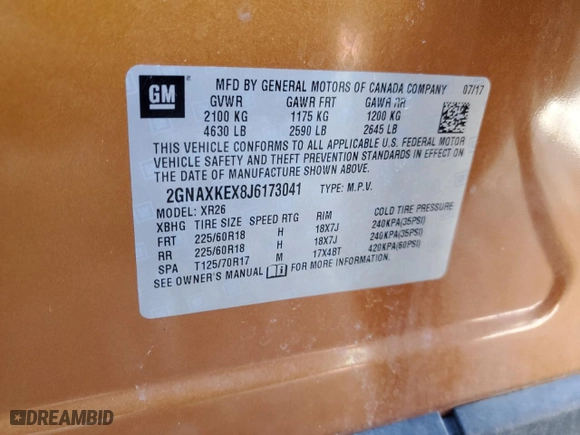 GM
MFD BY GENERAL MOTORS OF CANADA COMPANY 07/17
GVWR GAWR FRT GAWR RR
2100 KG 1175 KG 1200 KG
4630 LB 2590 LB 2645 LB
THIS VEHICLE CONFORMS TO ALL APPLICABLE U.S. FEDERAL MOTOR
VEHICLE SAFETY AND THEFT PREVENTION STANDARDS IN EFFECT ON
THE DATE OF MANUFACTURE SHOWN ABOVE.
2GNAXKEX8J6173041 TYPE: M.P.V.
MODEL: XR26
XBHG TIRE SIZE SPEED RTG RIM COLD TIRE PRESSURE
FRT 225/60R18 H 18X7J 240KPA(35PSI)
RR 225/60R18 H 18X7J 240KPA(35PSI)
SPA T125/70R17 M 17X4BT 420KPA(60PSI)
SEE OWNER'S MANUAL FOR MORE INFORMATION.
DREAMBID